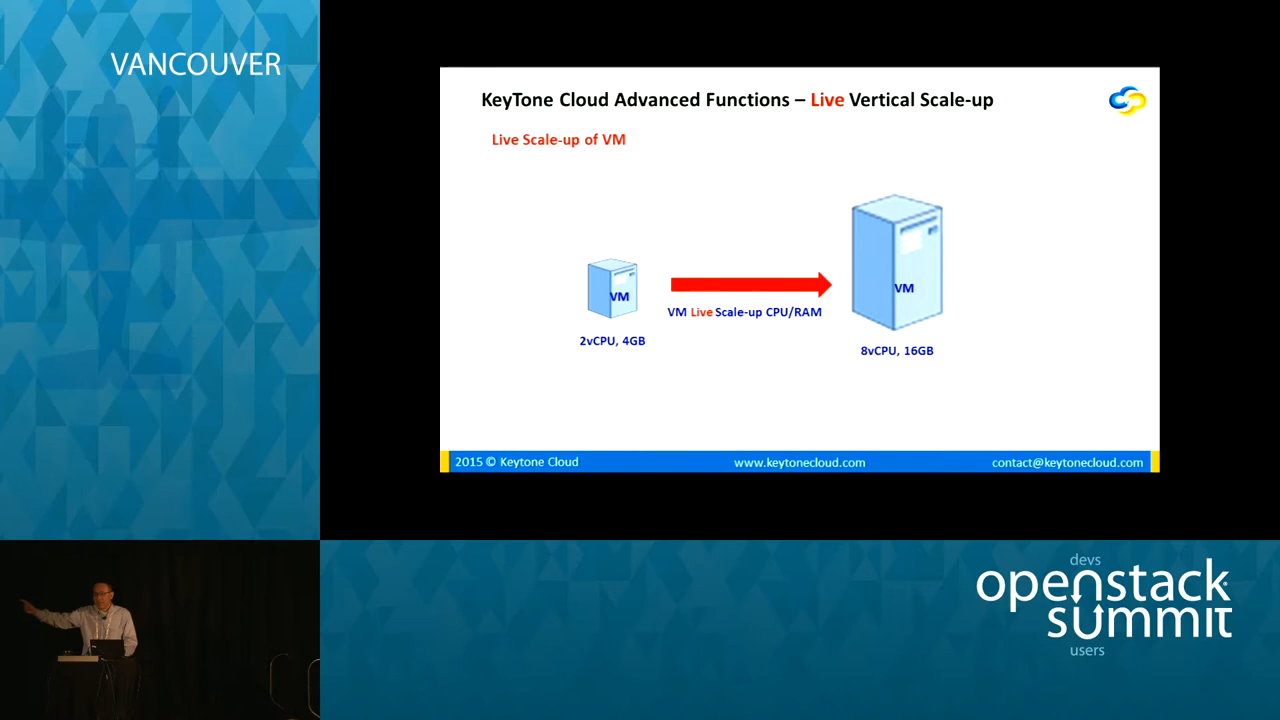 VANCOUVER
KeyTone Cloud Advanced Functions – Live Vertical Scale-up
Live Scale-up of VM
VM
VM
VM Live Scale-up CPU/RAM
2vCPU, 4GB
8vCPU, 16GB
2015 © Keytone Cloud
www.keytonecloud.com
contact@keytonecloud.com
devs
openstack
summit
users